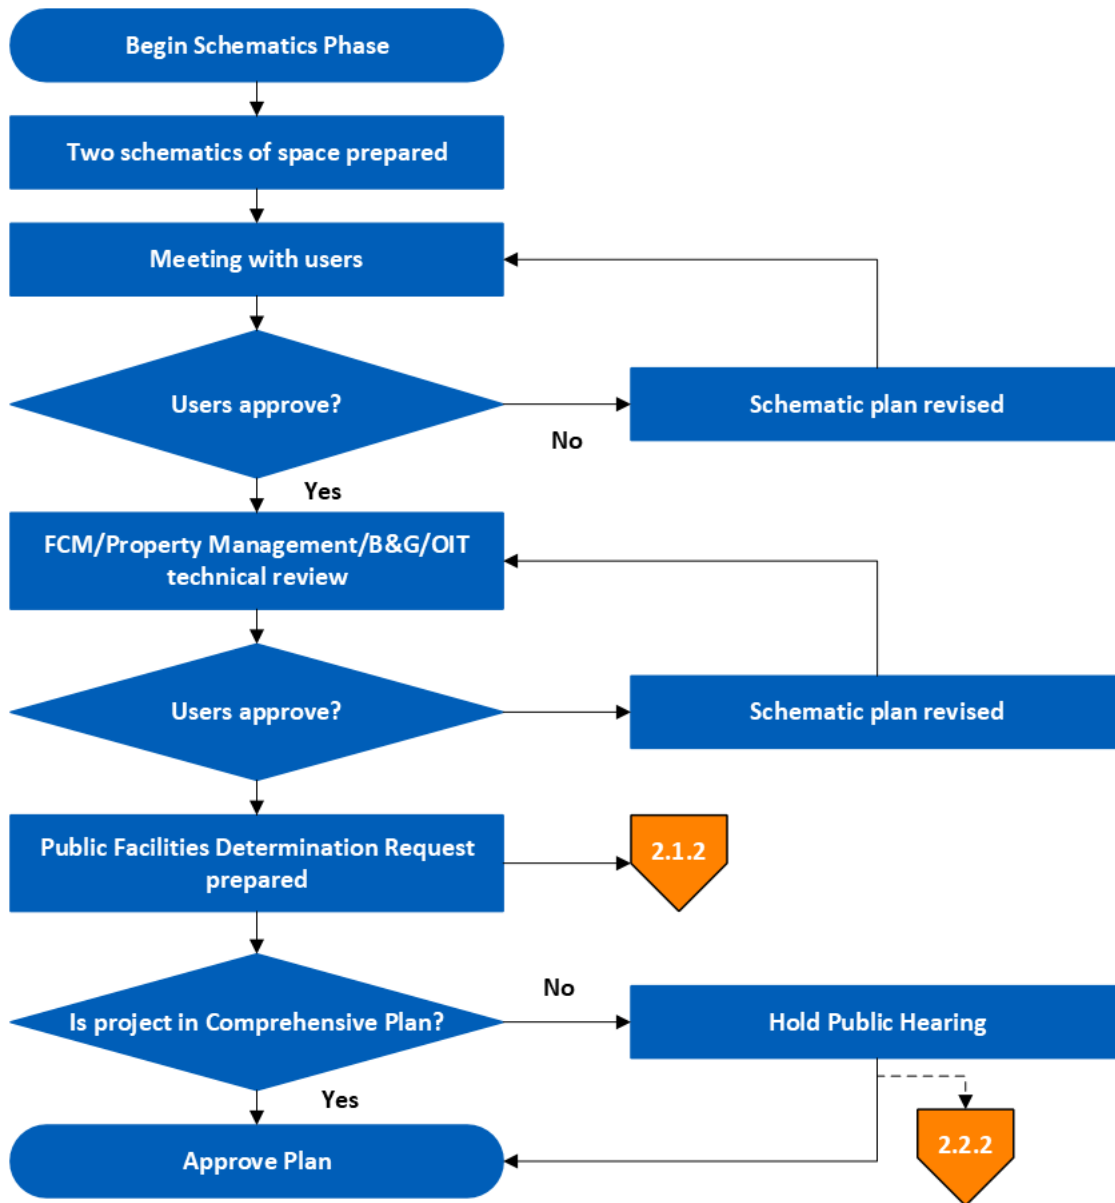 Begin Schematics Phase
Two schematics of space prepared
Meeting with users
Users approve?
No
Schematic plan revised
Yes
FCM/Property Management/B&G/OIT
technical review
Users approve?
Schematic plan revised
Public Facilities Determination Request
prepared
2.1.2
Is project in Comprehensive Plan?
No
Hold Public Hearing
Yes
Approve Plan
2.2.2